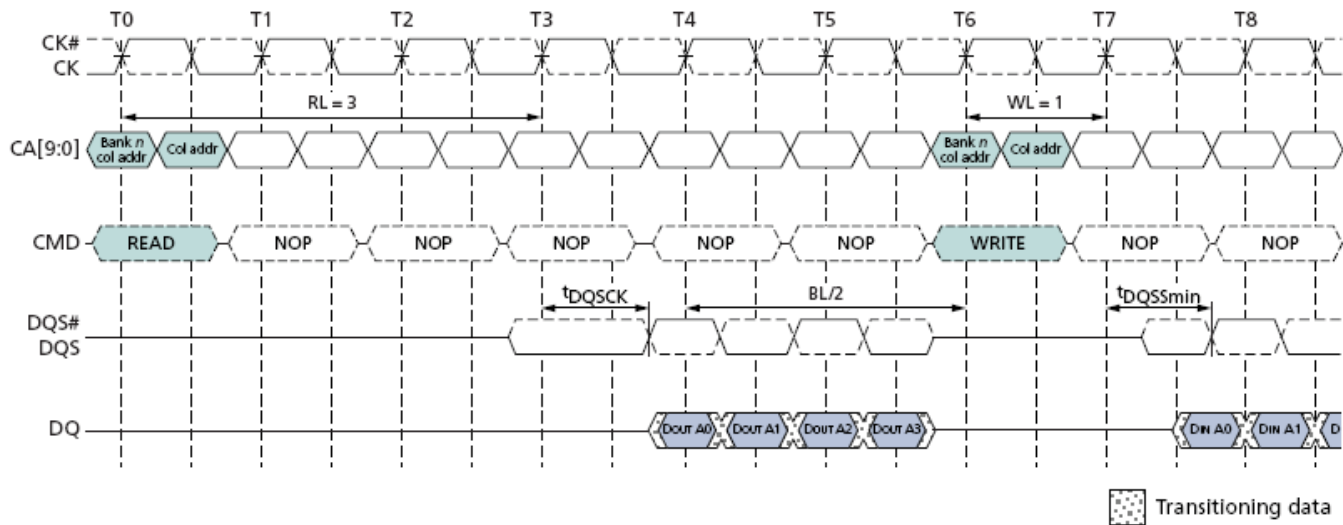 T0 T1 T2 T3 T4 T5 T6 T7 T8
CK#
CK
RL = 3 WL = 1
CA[9:0] Bank n col addr Col addr Bank n col addr Col addr
CMD READ NOP NOP NOP NOP NOP WRITE NOP NOP
tDQSCK BL/2 tDQSSmin
DQS#
DQS
DQ DOUT A0 DOUT A1 DOUT A2 DOUT A3 DIN A0 DIN A1 D
Transitioning data